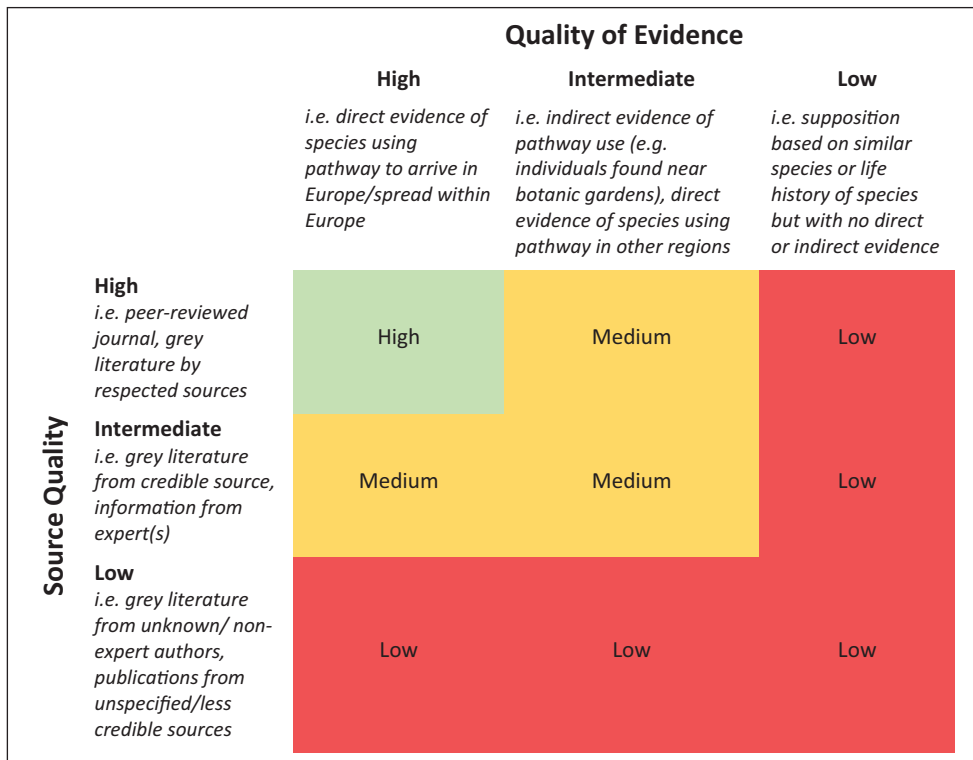 Quality of Evidence
High
i.e. direct evidence of
species using
pathway to arrive in
Europe/spread within
Europe
Intermediate
i.e. indirect evidence of
pathway use (e.g.
individuals found near
botanic gardens), direct
evidence of species using
pathway in other regions
Low
i.e. supposition
based on similar
species or life
history of species
but with no direct
or indirect evidence
Source Quality
High
i.e. peer-reviewed
journal, grey
literature by
respected sources
High
Medium
Low
Intermediate
i.e. grey literature
from credible source,
information from
expert(s)
Medium
Medium
Low
Low
i.e. grey literature
from unknown/ non-
expert authors,
publications from
unspecified/less
credible sources
Low
Low
Low